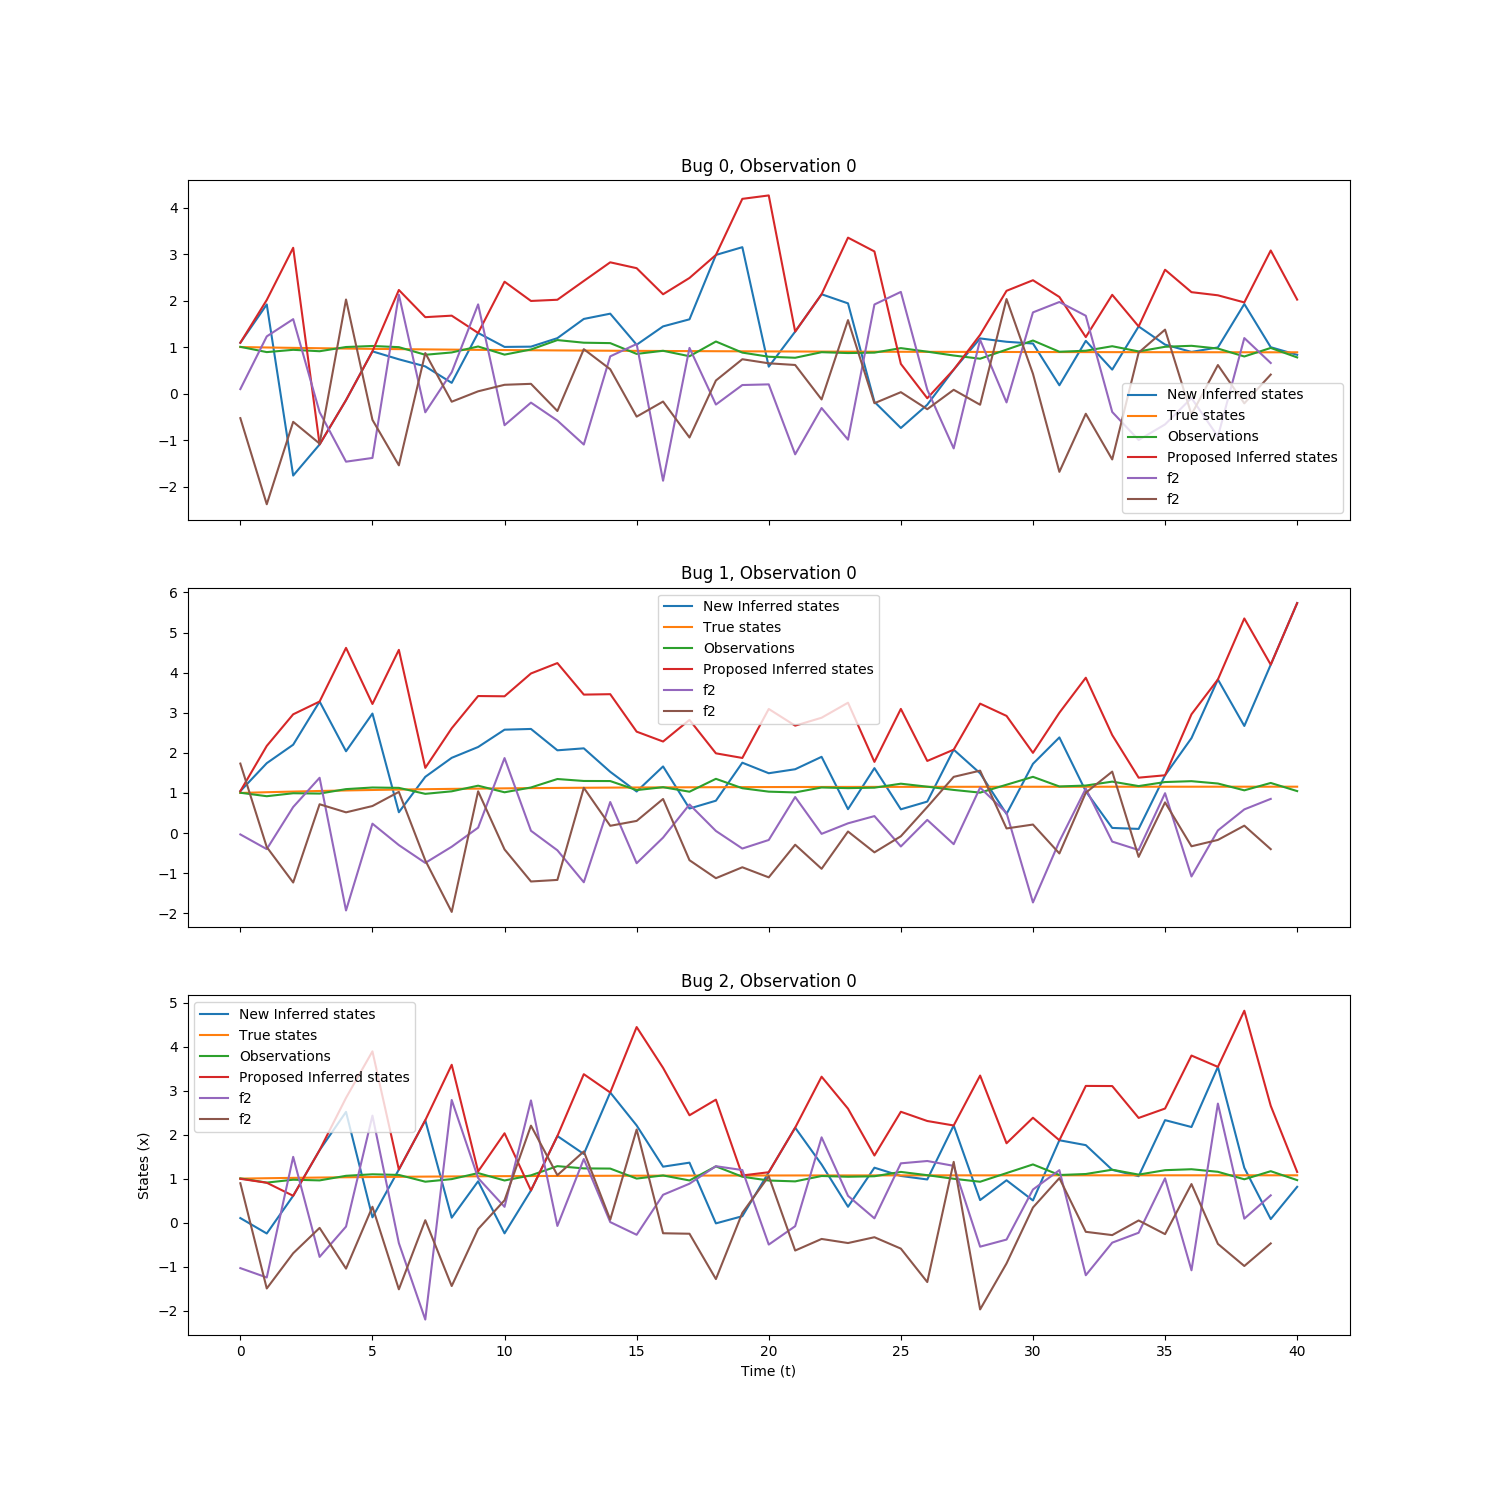 Bug 0, Observation 0
4
3
2
1
0
−1
−2
New Inferred states
True states
Observations
Proposed Inferred states
f2
f2
Bug 1, Observation 0
6
5
4
3
2
1
0
−1
−2
New Inferred states
True states
Observations
Proposed Inferred states
f2
f2
Bug 2, Observation 0
States (x)
5
4
3
2
1
0
−1
−2
New Inferred states
True states
Observations
Proposed Inferred states
f2
f2
0 5 10 15 20 25 30 35 40
Time (t)